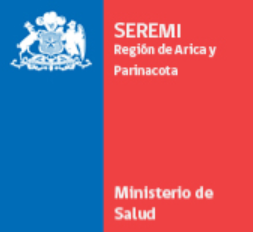 SEREMI
Región de Arica y
Parinacota
Ministerio de
Salud